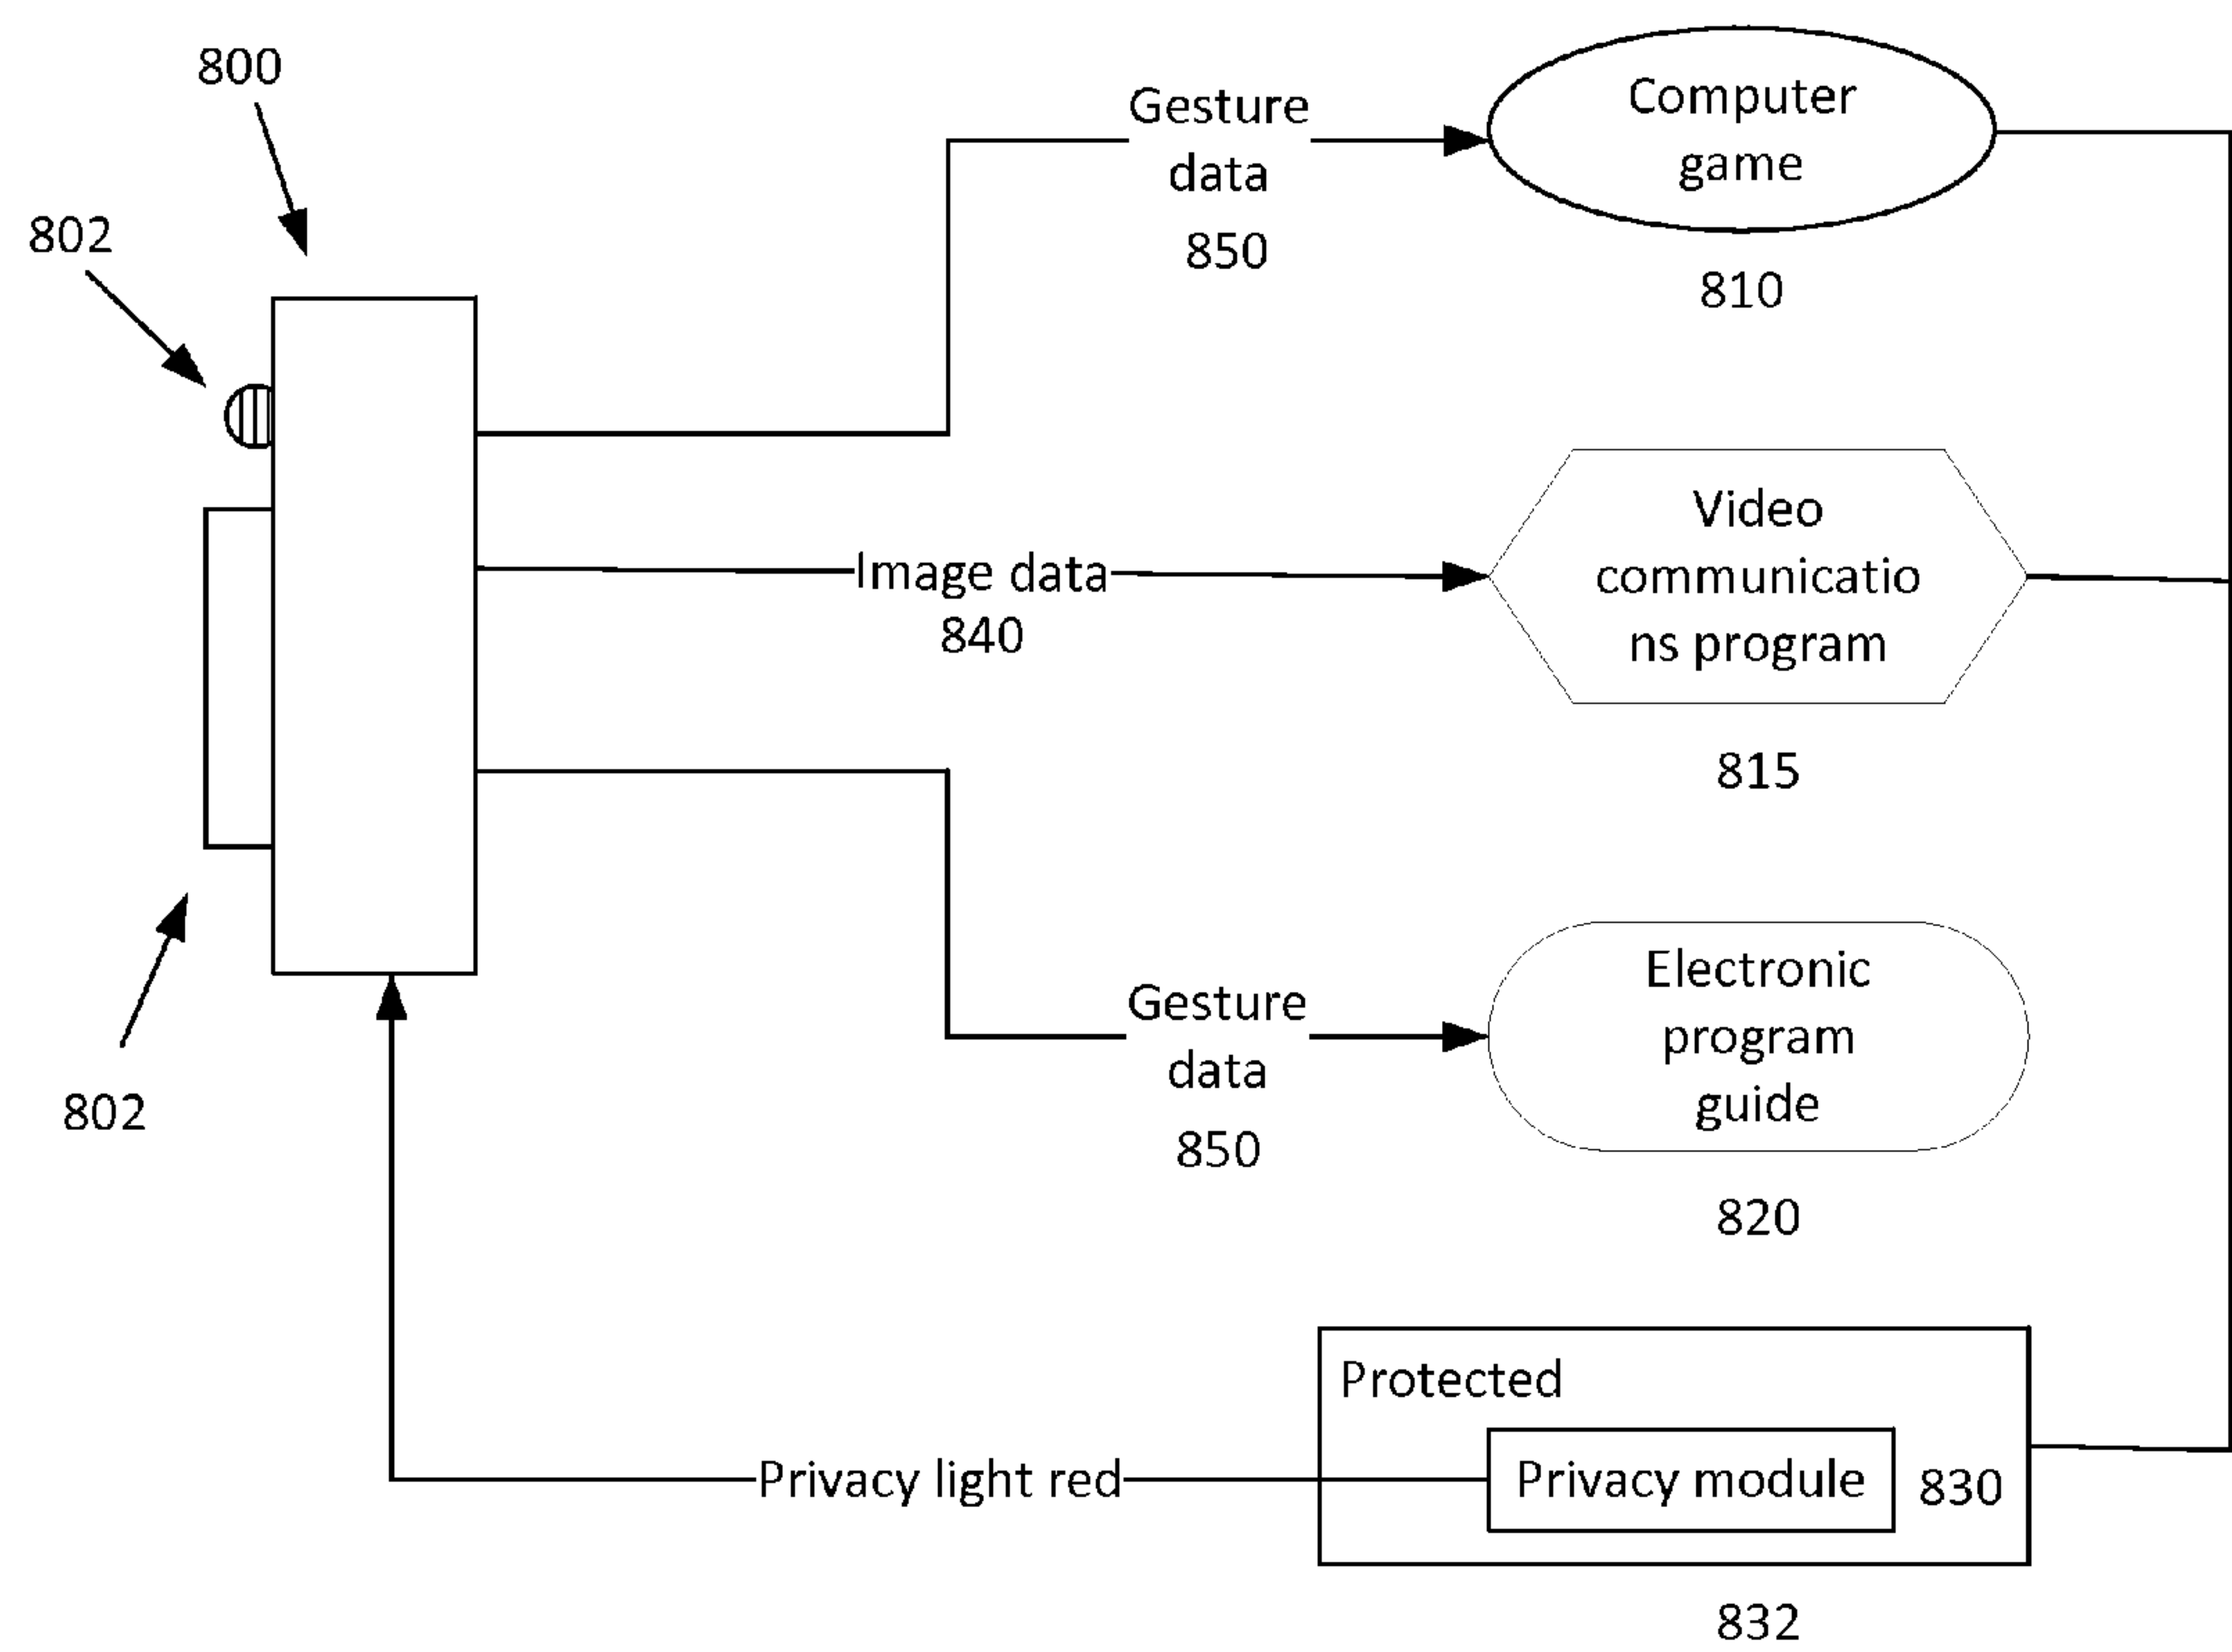 800
802
Gesture
data
850
Computer
game
810
Image data
840
Video
communicatio
ns program
815
802
Gesture
data
850
Electronic
program
guide
820
Privacy light red
Protected
Privacy module
830
832